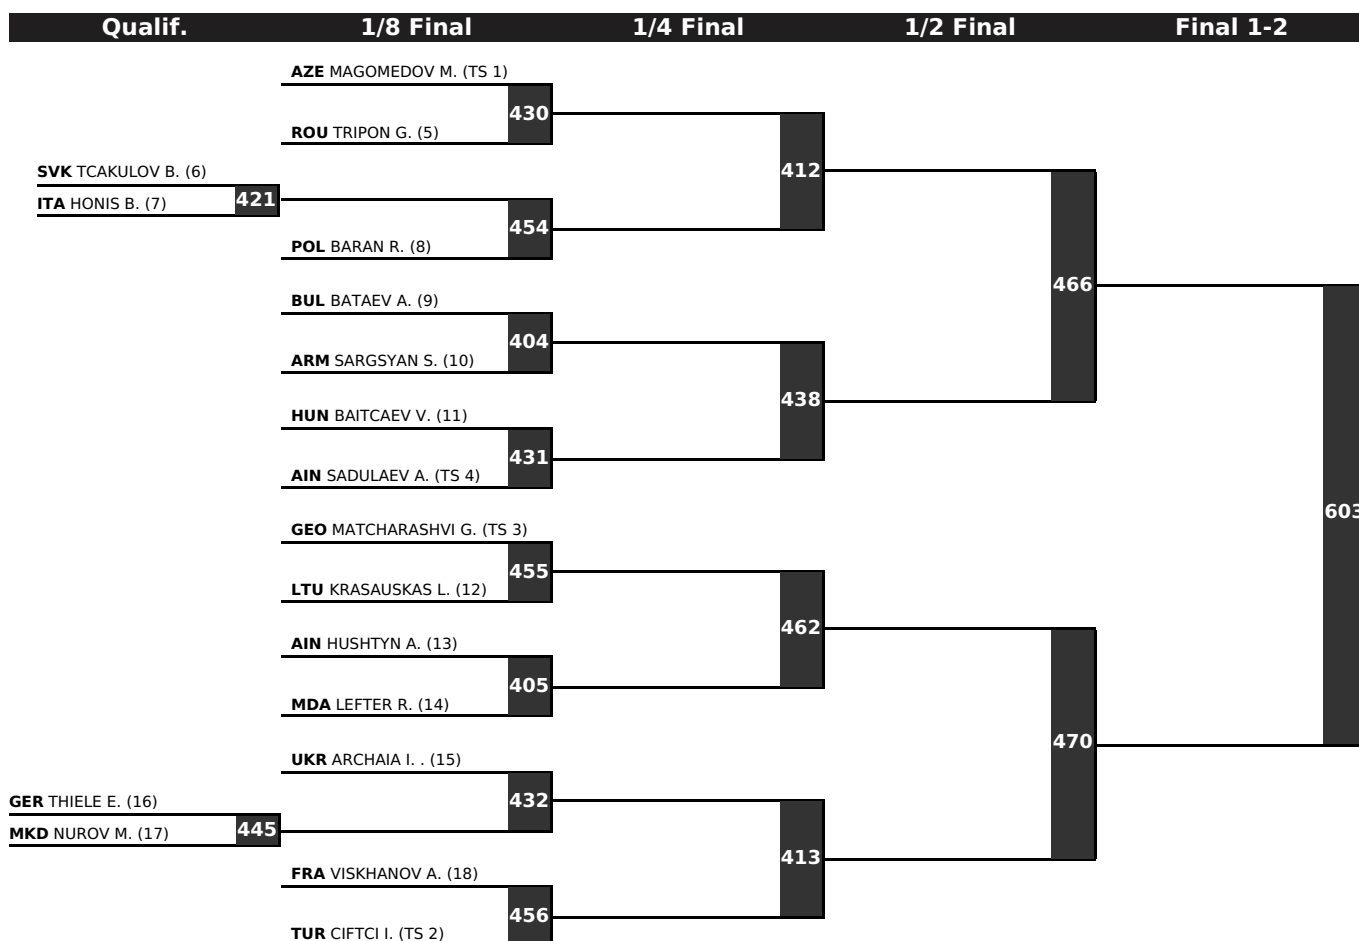 Qualif. 1/8 Final 1/4 Final 1/2 Final Final 1-2
AZE MAGOMEDOV M. (TS 1)
430
ROU TRIPON G. (5)
412
SVK TCAKULOV B. (6)
421
ITA HONIS B. (7)
454
POL BARAN R. (8)
466
BUL BATAEV A. (9)
404
ARM SARGSYAN S. (10)
438
HUN BAITCAEV V. (11)
431
AIN SADULAEV A. (TS 4)
603
GEO MATCHARASHVI G. (TS 3)
455
LTU KRASAUSKAS L. (12)
462
AIN HUSHTYN A. (13)
405
MDA LEFTER R. (14)
470
UKR ARCHAIA I. . (15)
432
GER THIELE E. (16)
445
MKD NUROV M. (17)
413
FRA VISKHANOV A. (18)
456
TUR CIFTCI I. (TS 2)